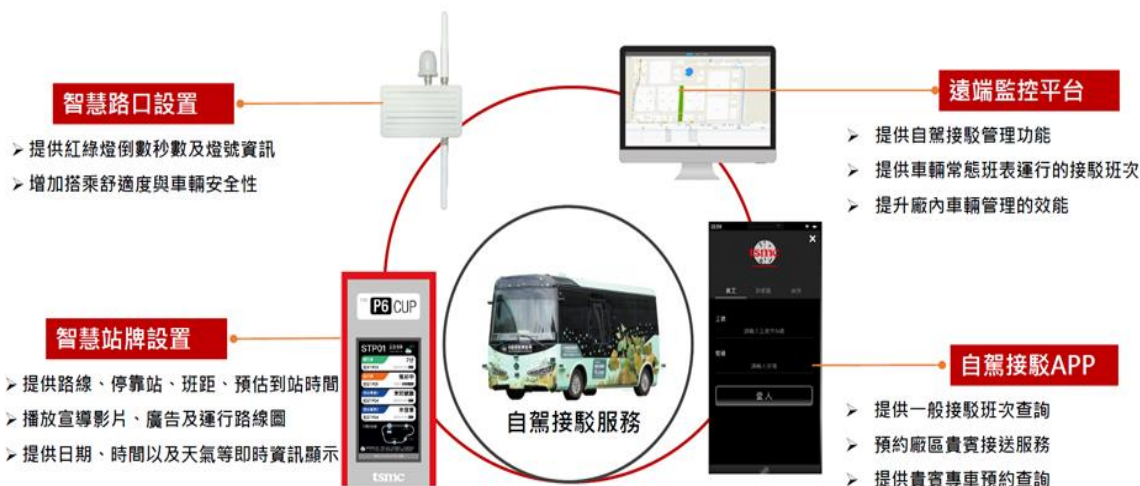 智慧路口設置
➢ 提供紅綠燈倒數秒數及燈號資訊
➢ 增加搭乘舒適度與車輛安全性
遠端監控平台
➢ 提供自駕接駁管理功能
➢ 提供車輛常態班表運行的接駁班次
➢ 提升廠內車輛管理的效能
智慧站牌設置
➢ 提供路線、停靠站、班距、預估到站時間
➢ 播放宣導影片、廣告及運行路線圖
➢ 提供日期、時間以及天氣等即時資訊顯示
P6 CUP
STP01
tsmc
自駕接駁服務
tsmc
員工
工號
登入
自駕接駁APP
➢ 提供一般接駁班次查詢
➢ 預約廠區貴賓接送服務
➢ 提供貴賓專車預約查詢